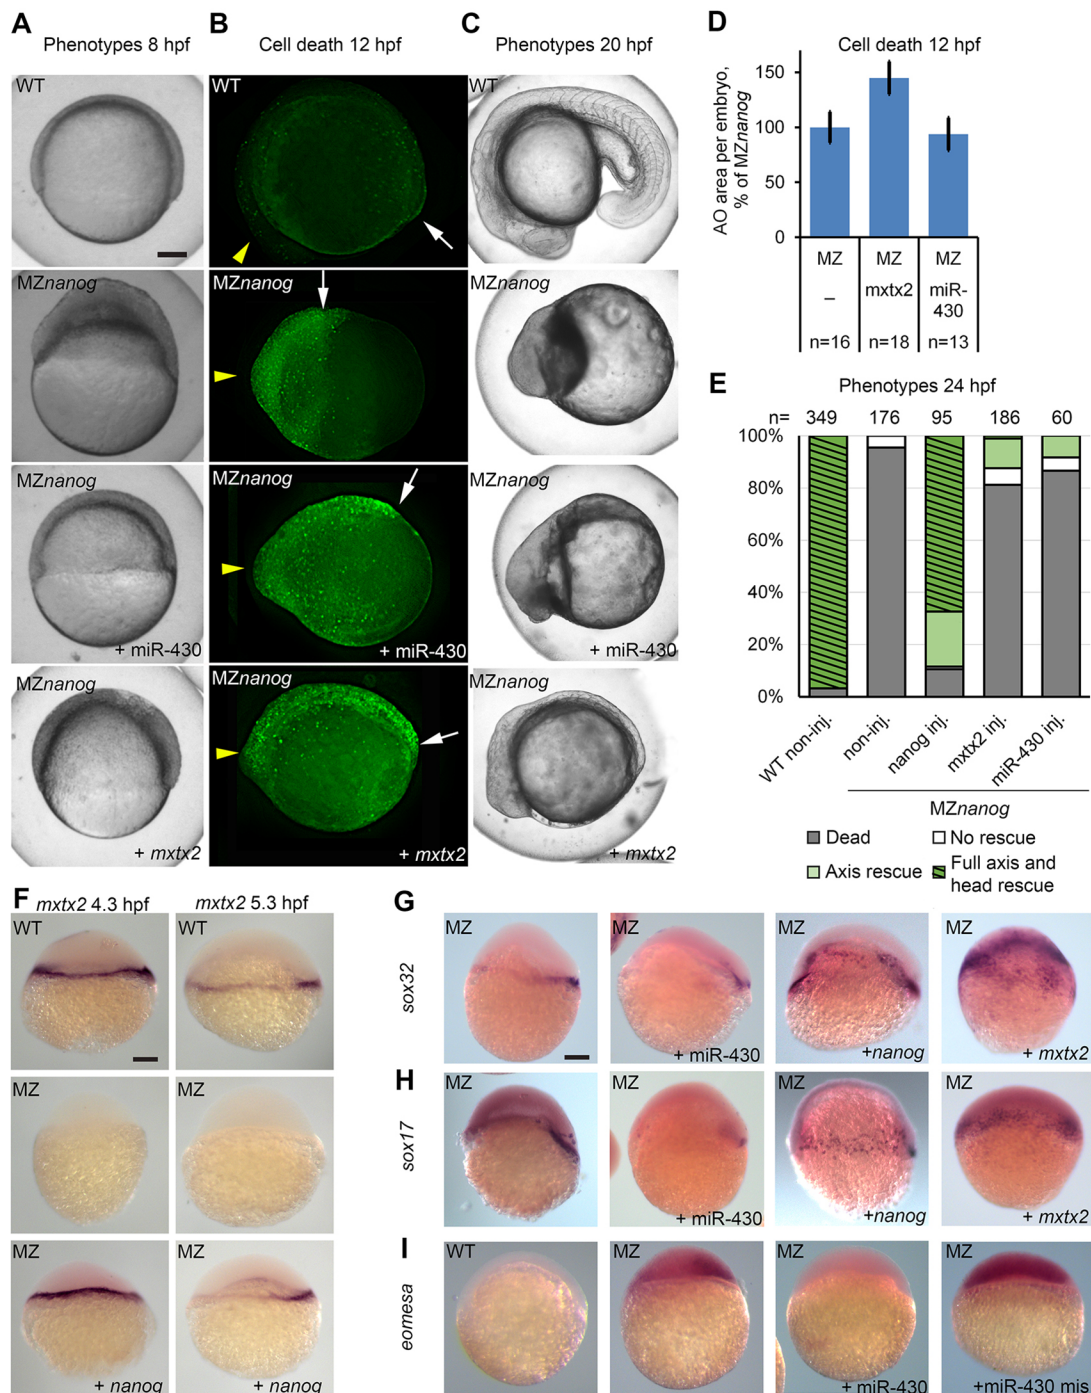 A
Phenotypes 8 hpf
WT
MZnanog
MZnanog
+ miR-430
MZnanog
+ mxtx2
B
Cell death 12 hpf
WT
MZnanog
MZnanog
+ miR-430
MZnanog
+ mxtx2
C
Phenotypes 20 hpf
WT
MZnanog
MZnanog
+ miR-430
MZnanog
+ mxtx2
D
Cell death 12 hpf
AO area per embryo,
% of MZnanog
150
100
50
0
MZ MZ MZ
– mxtx2 miR-
430
n=16 n=18 n=13
E
Phenotypes 24 hpf
n= 349 176 95 186 60
100%
80%
60%
40%
20%
0%
WT non-inj.
non-inj.
nanog inj.
mxtx2 inj.
miR-430 inj.
MZnanog
Dead
No rescue
Axis rescue
Full axis and
head rescue
F
mxtx2 4.3 hpf mxtx2 5.3 hpf
WT WT
MZ MZ
MZ MZ
+ nanog + nanog
G
sox32
MZ MZ MZ MZ
+ miR-430 +nanog + mxtx2
H
sox17
MZ MZ MZ MZ
+ miR-430 +nanog + mxtx2
I
eomesa
WT MZ MZ MZ
+ miR-430 +miR-430 mis